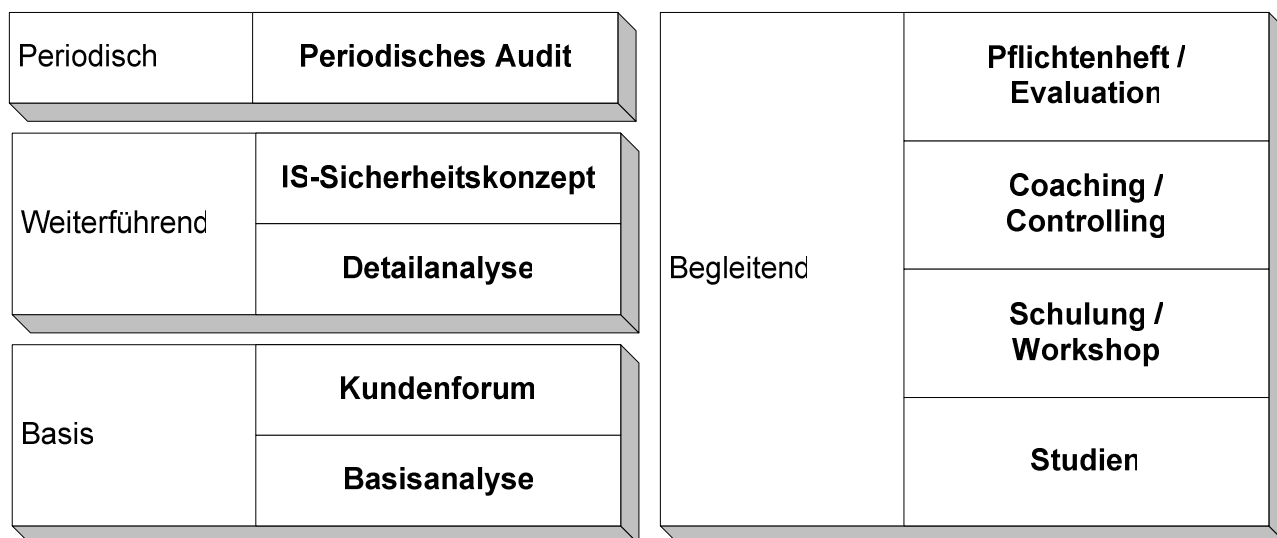 Periodisch
Periodisches Audit
Weiterführend
IS-Sicherheitskonzept
Detailanalyse
Basis
Kundenforum
Basisanalyse
Begleitend
Pflichtenheft /
Evaluation
Coaching /
Controlling
Schulung /
Workshop
Studien